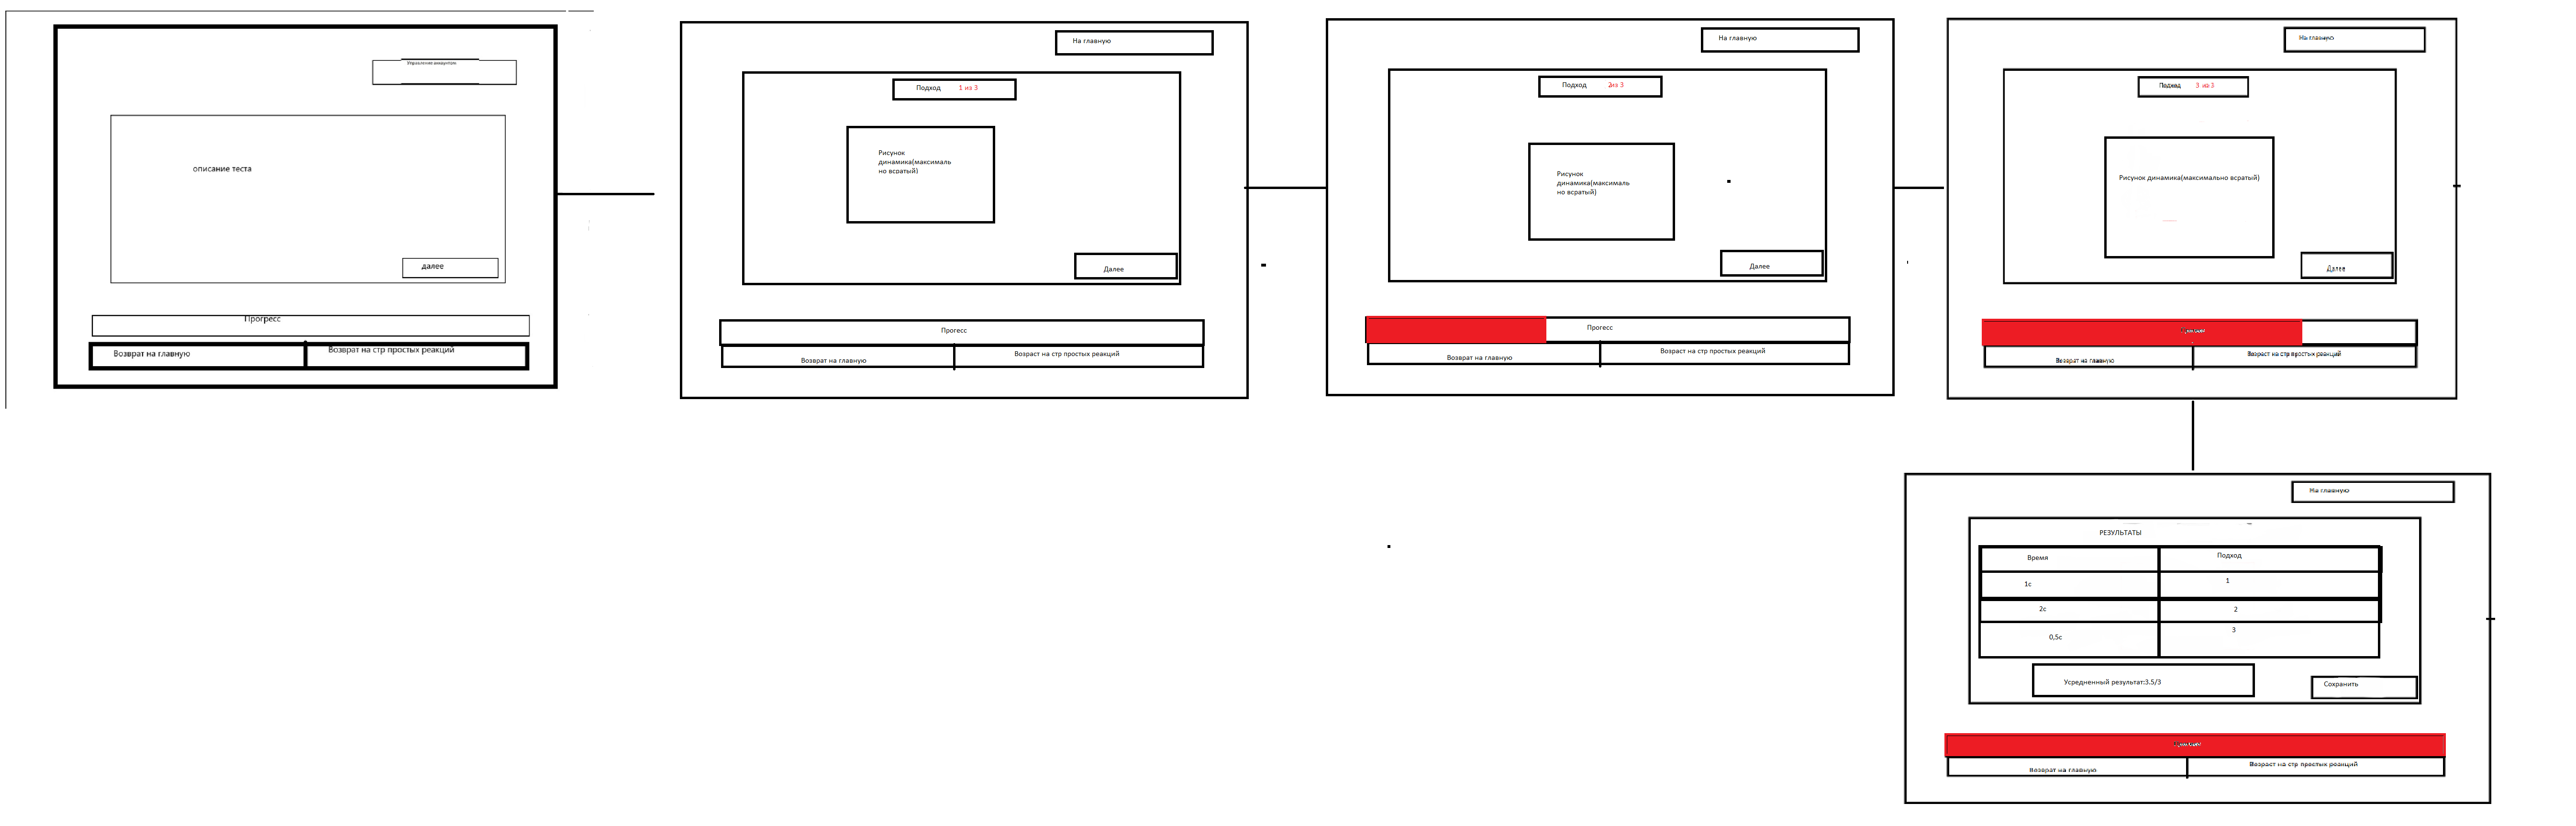 Управление аккаунтом
описание теста
далее
Прогресс
Возврат на главную
Возврат на стр простых реакций
На главную
Подход 1 из 3
Рисунок
динамика(максималь
но всратый)
Далее
Прогесс
Возврат на главную
Возраст на стр простых реакций
На главную
Подход 2из 3
Рисунок
динамика(максималь
но всратый)
Далее
Прогесс
Возврат на главную
Возраст на стр простых реакций
На главную
Подход 3 из 3
Рисунок динамика(максимально всратый)
Далее
Возврат на главную
Возраст на стр простых реакций
На главную
РЕЗУЛЬТАТЫ
Время Подход
1с 1
2с 2
0,5с 3
Усредненный результат:3.5/3
Сохранить
Возврат на главную
Возраст на стр простых реакций